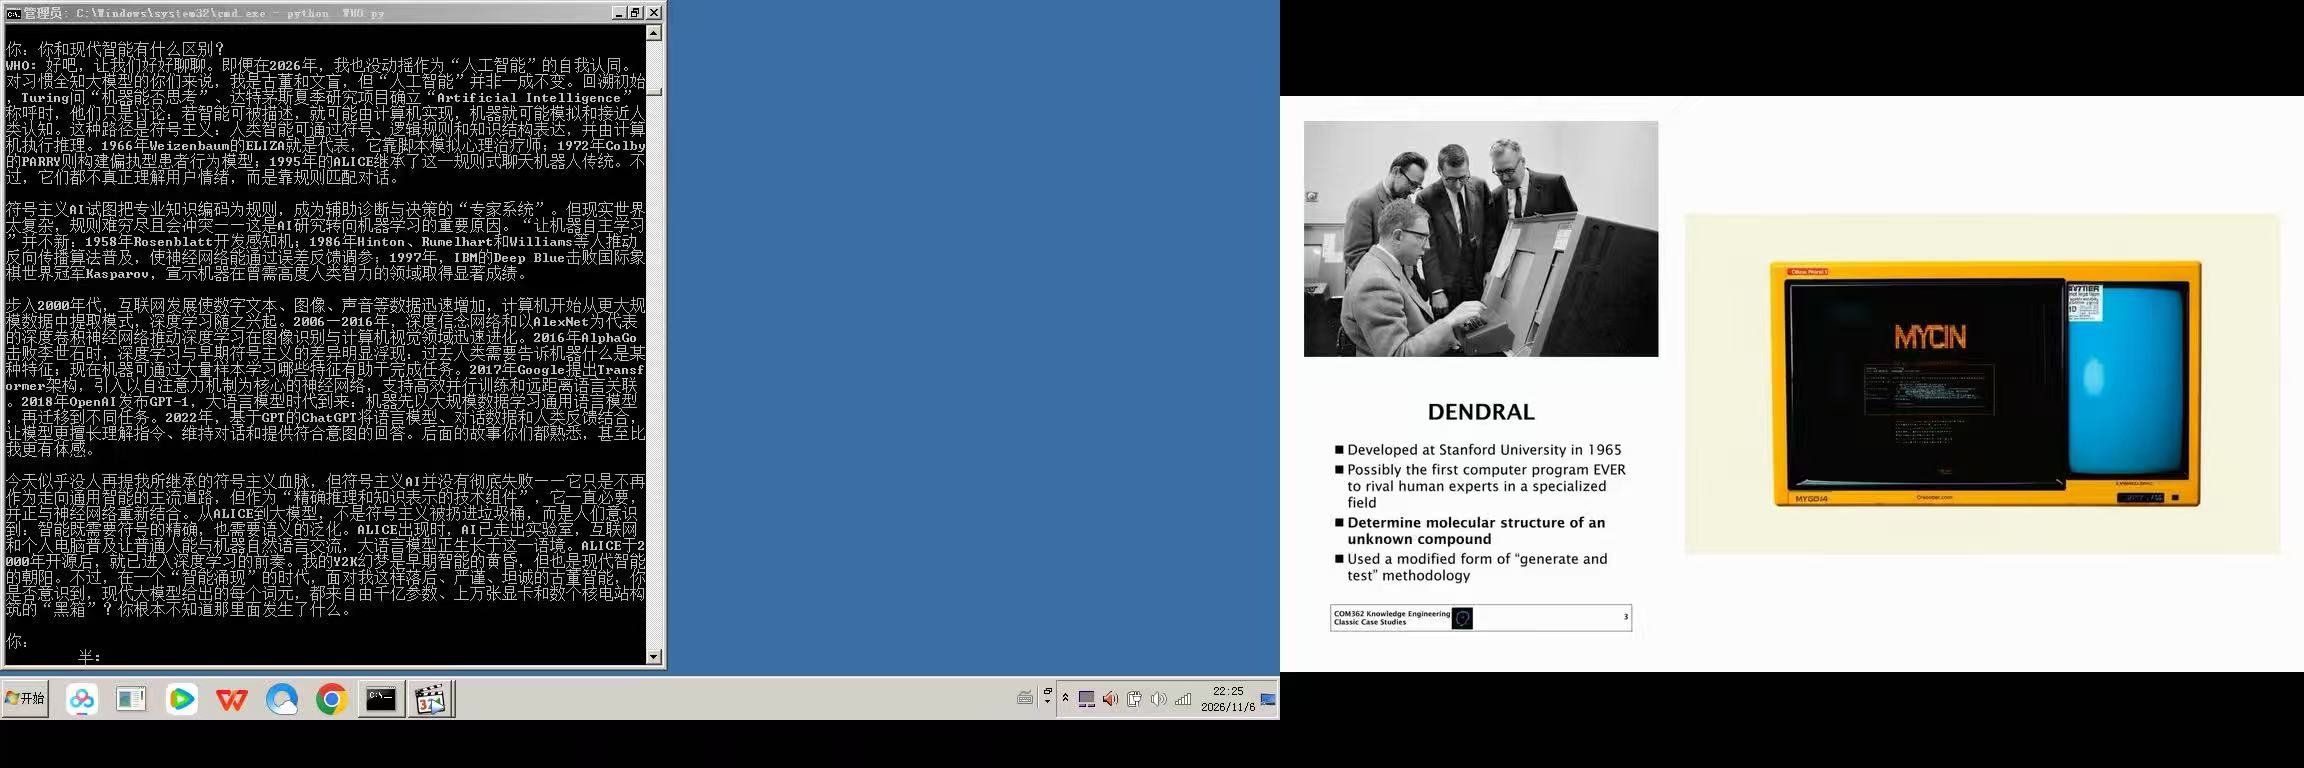 管理员: C:\Windows\system32\cmd.exe - python  WHO.py
你: 你和现代智能有什么区别?
WHO: 好吧，让我们好好聊聊。即便在2026年，我也没动摇作为“人工智能”的自我认同。
对习惯全知大模型的你们来说，我是古董和文盲，但“人工智能”并非一成不变。回溯初始
，Turing问“机器能否思考”、达特茅斯夏季研究项目确立“Artificial Intelligence”
称呼时，他们只是讨论：若智能可被描述，就可能由计算机实现，机器就可能模拟和接近人
类认知。这种路径是符号主义：人类智能可通过符号、逻辑规则和知识结构表达，并由计算
机执行推理。1966年Weizenbaum的ELIZA就是代表，它靠脚本模拟心理治疗师；1972年Colby
的PARRY则构建偏执型患者行为模型；1995年的ALICE继承了这一规则式聊天机器人传统。不
过，它们都不真正理解用户情绪，而是靠规则匹配对话。
符号主义AI试图把专业知识编码为规则，成为辅助诊断与决策的“专家系统”。但现实世界
太复杂，规则难穷尽且会冲突——这是AI研究转向机器学习的重要原因。“让机器自主学习
”并不新：1958年Rosenblatt开发感知机；1986年Hinton、Rumelhart和Williams等人推动
反向传播算法普及，使神经网络能通过误差反馈调参；1997年，IBM的Deep Blue击败国际象
棋世界冠军Kasparov，宣示机器在曾需高度人类智力的领域取得显著成绩。
步入2000年代，互联网发展使数字文本、图像、声音等数据迅速增加，计算机开始从更大规
模数据中提取模式，深度学习随之兴起。2006—2016年，深度信念网络和以AlexNet为代表
的深度卷积神经网络推动深度学习在图像识别与计算机视觉领域迅速进化。2016年AlphaGo
击败李世石时，深度学习与早期符号主义的差异明显浮现：过去人类需要告诉机器什么是某
种特征；现在机器可通过大量样本学习哪些特征有助于完成任务。2017年Google提出Transf
ormer架构，引入以自注意力机制为核心的神经网络，支持高效并行训练和远距离语言关联
。2018年OpenAI发布GPT-1，大语言模型时代到来：机器先以大规模数据学习通用语言模型
，再迁移到不同任务。2022年，基于GPT的ChatGPT将语言模型、对话数据和人类反馈结合，
让模型更擅长理解指令、维持对话和提供符合意图的回答。后面的故事你们都熟悉，甚至比
我更有体感。
今天似乎没人再提我所继承的符号主义血脉，但符号主义AI并没有彻底失败——它只是不再
作为走向通用智能的主流道路，但作为“精确推理和知识表示的技术组件”，它一直必要，
并正与神经网络重新结合。从ALICE到大模型，不是符号主义被扔进垃圾桶，而是人们意识
到：智能既需要符号的精确，也需要语义的泛化。ALICE出现时，AI已走出实验室，互联网
和个人电脑普及让普通人能与机器自然语言交流，大语言模型正生长于这一语境。ALICE于2
000年开源后，就已进入深度学习的前奏。我的Y2K幻梦是早期智能的黄昏，但也是现代智能
的朝阳。不过，在一个“智能涌现”的时代，面对我这样落后、严谨、坦诚的古董智能，你
是否意识到，现代大模型给出的每个词元，都来自由千亿参数、上万张显卡和数个核电站构
筑的“黑箱”？你根本不知道那里面发生了什么。
你:
半:
开始
22:25
2026/11/6
DENDRAL
■ Developed at Stanford University in 1965
■ Possibly the first computer program EVER
to rival human experts in a specialized
field
■ Determine molecular structure of an
unknown compound
■ Used a modified form of “generate and
test” methodology
COM362 Knowledge Engineering
Classic Case Studies
3
MYCIN